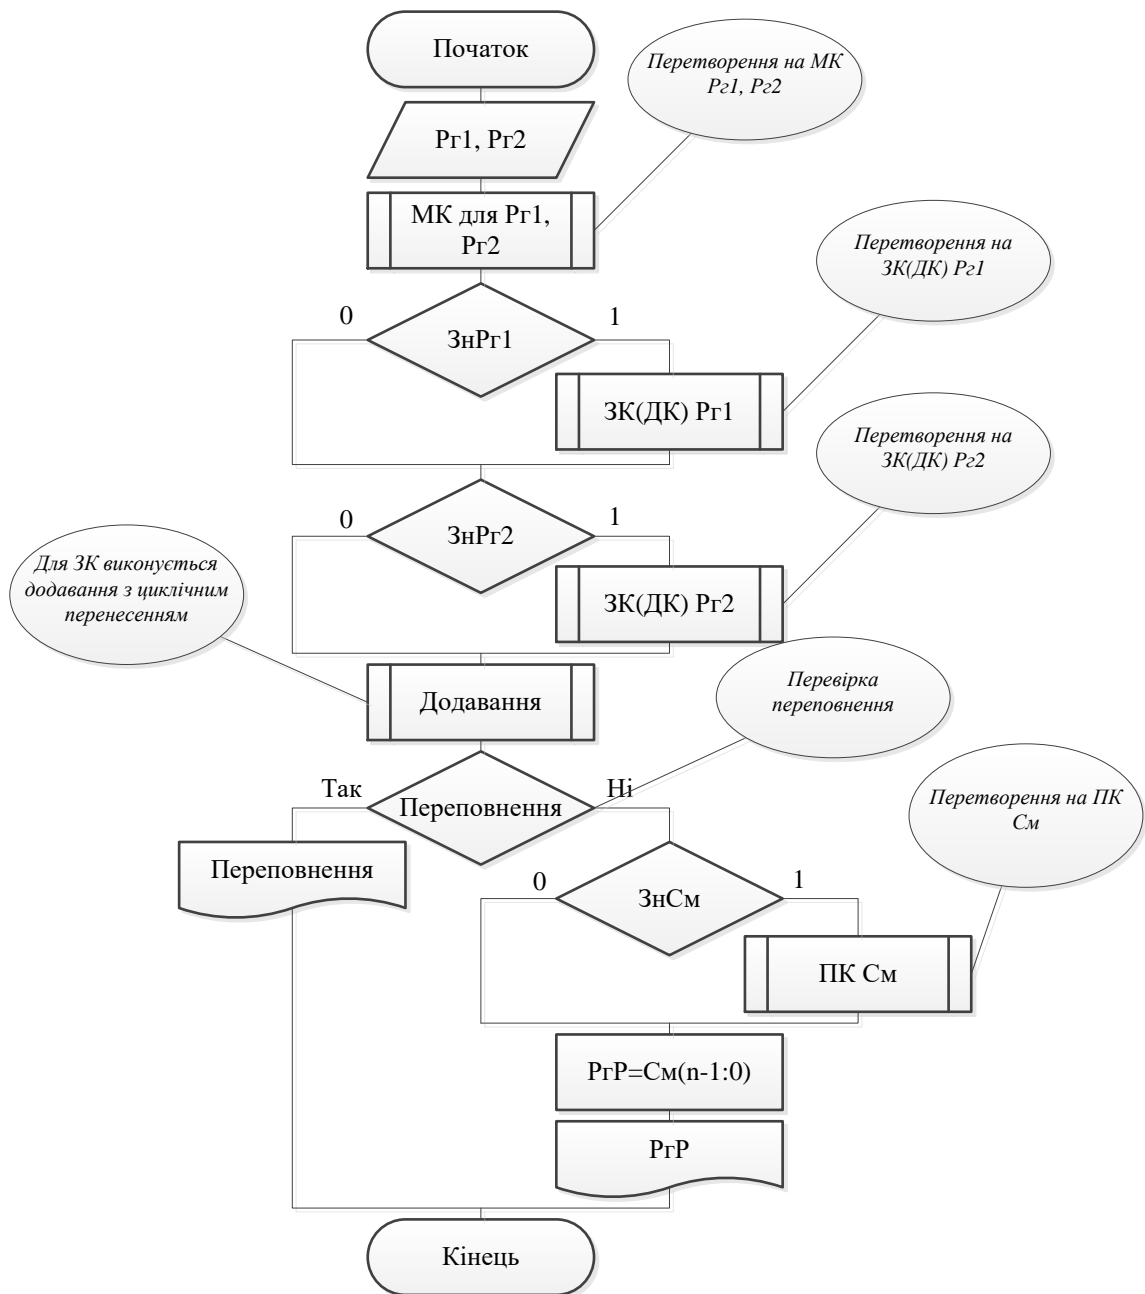 Початок
Перетворення на МК
Рг1, Рг2
Рг1, Рг2
МК для Рг1,
Рг2
Перетворення на
ЗК(ДК) Рг1
0
ЗнРг1
1
ЗК(ДК) Рг1
Перетворення на
ЗК(ДК) Рг2
0
ЗнРг2
1
Для ЗК виконується
додавання з циклічним
перенесенням
ЗК(ДК) Рг2
Додавання
Перевірка
переповнення
Так
Переповнення
Ні
Перетворення на ПК
См
Переповнення
0
ЗнСм
1
ПК См
РгР=См(n-1:0)
РгР
Кінець